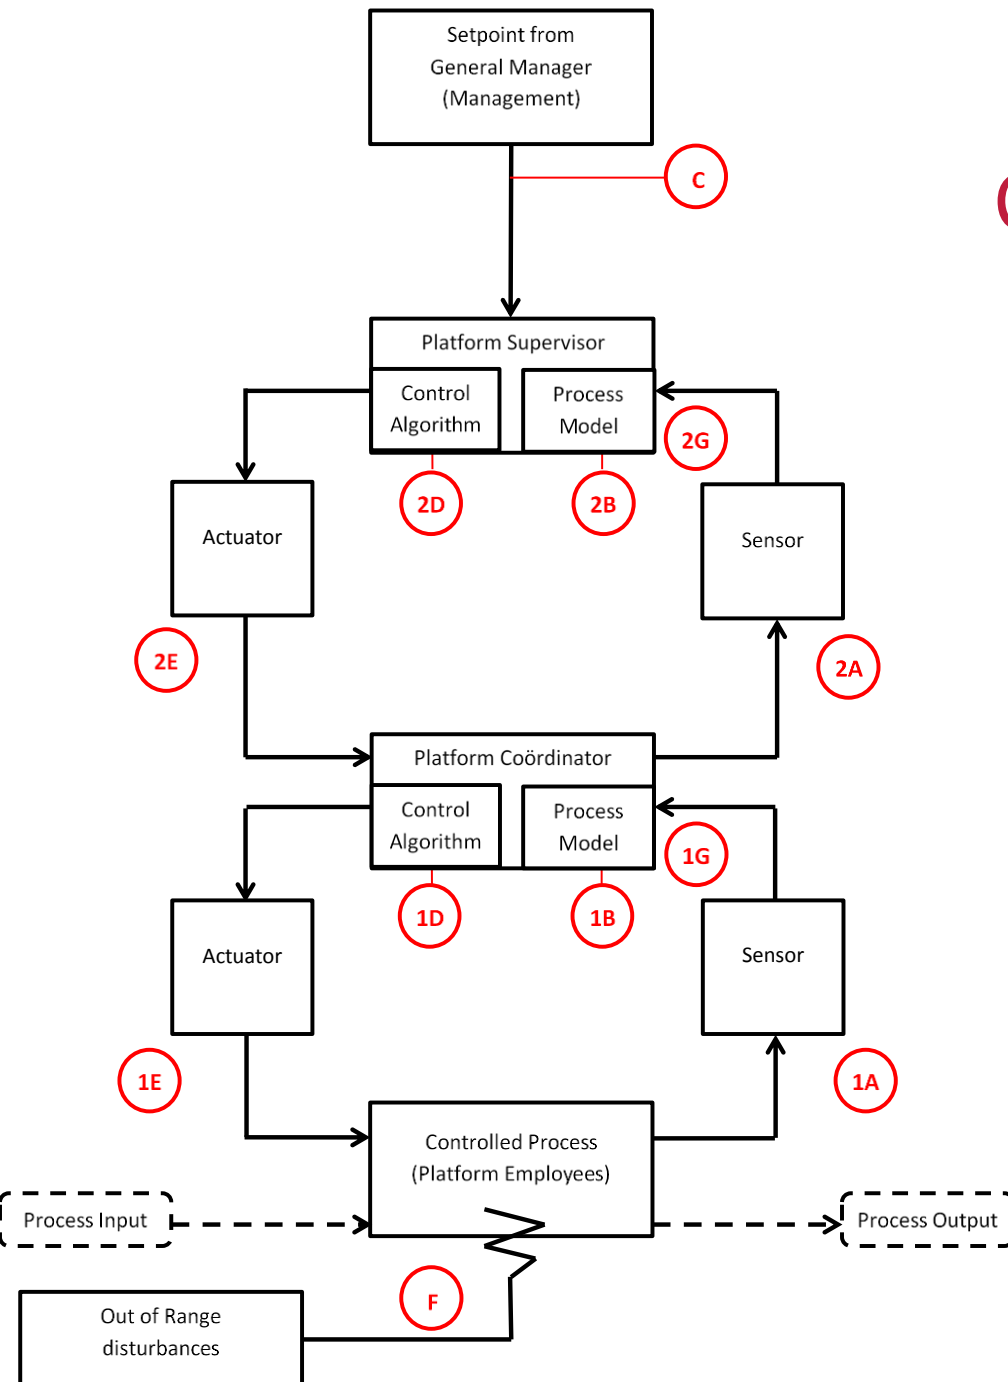 Setpoint from
General Manager
(Management)
C
Platform Supervisor
Control
Algorithm
Process
Model
2G
2D
2B
Actuator
Sensor
2E
2A
Platform Coördinator
Control
Algorithm
Process
Model
1G
1D
1B
Actuator
Sensor
1E
1A
Controlled Process
(Platform Employees)
Process Input
Process Output
F
Out of Range
disturbances